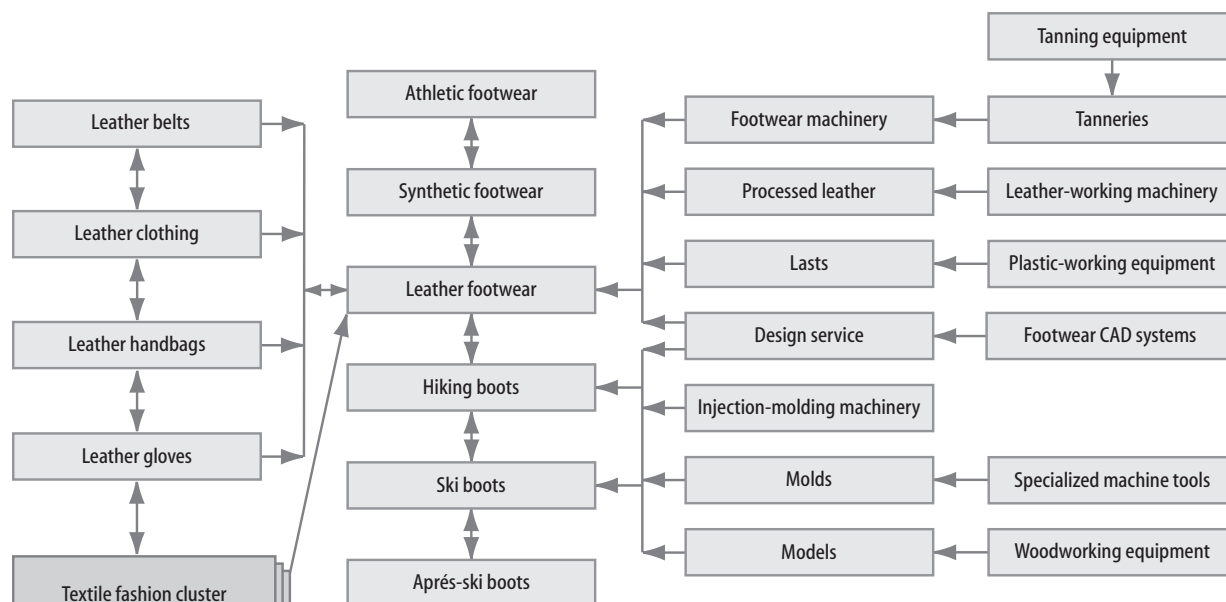 Tanning equipment
Athletic footwear
Leather belts
Footwear machinery
Tanneries
Synthetic footwear
Processed leather
Leather-working machinery
Leather clothing
Lasts
Plastic-working equipment
Leather footwear
Leather handbags
Design service
Footwear CAD systems
Hiking boots
Injection-molding machinery
Leather gloves
Ski boots
Molds
Specialized machine tools
Models
Woodworking equipment
Textile fashion cluster
Aprés-ski boots